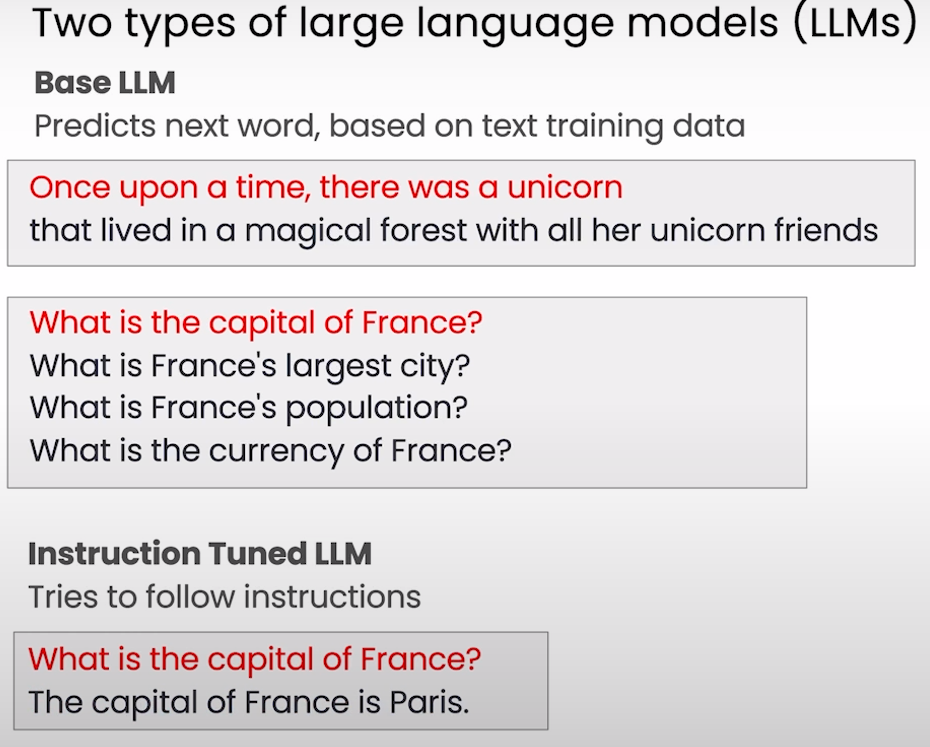 Two types of large language models (LLMs)
Base LLM
Predicts next word, based on text training data
Once upon a time, there was a unicorn
that lived in a magical forest with all her unicorn friends
What is the capital of France?
What is France's largest city?
What is France's population?
What is the currency of France?
Instruction Tuned LLM
Tries to follow instructions
What is the capital of France?
The capital of France is Paris.